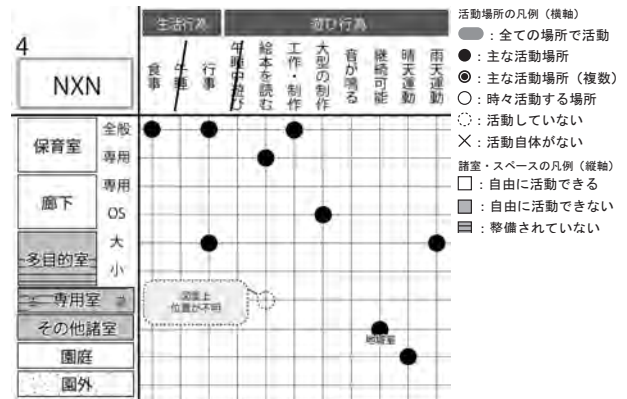 4
NXN
生活行為
遊び行為
食事
午睡
行事
午睡中遊び
絵本を読む
工作・制作
大型の制作
音が鳴る
継続可能
晴天運動
雨天運動
保育室
全般
専用
廊下
専用
OS
多目的室
大
小
専用室
その他諸室
園庭
園外
図面上
位置が不明
地域室
活動場所の凡例（横軸）
：全ての場所で活動
：主な活動場所
：主な活動場所（複数）
：時々活動する場所
：活動していない
：活動自体がない
諸室・スペースの凡例（縦軸）
：自由に活動できる
：自由に活動できない
：整備されていない